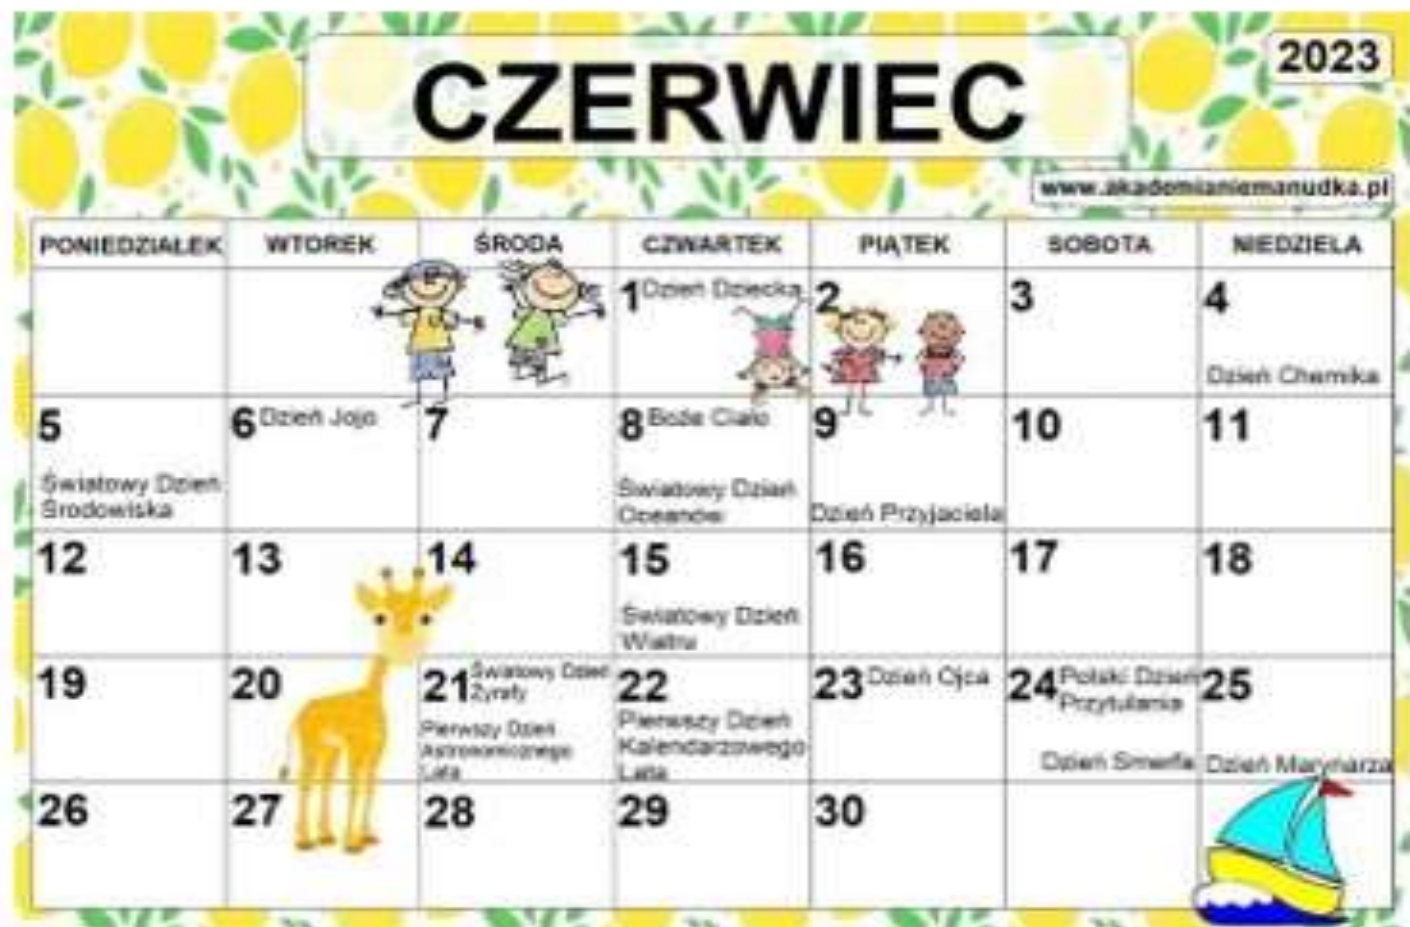 CZERWIEC
2023
www.akademianiemanudka.pl
PONIEDZIAŁEK WTOREK ŚRODA CZWARTEK PIĄTEK SOBOTA NIEDZIELA
1 Dzień Dziecka 2 3 4
Dzień Chemika
5 6 Dzień Jojo 7 8 Boże Ciało 9 10 11
Światowy Dzień Światowy Dzień
Środowiska Oceanów Dzień Przyjaciela
12 13 14 15 16 17 18
Światowy Dzień
Wiatru
19 20 21 Światowy Dzień 22 23 Dzień Ojca 24 Polski Dzień 25
Żyrafy Przytulania
Pierwszy Dzień Pierwszy Dzień
Astronomicznego Kalendarzowego
Lata Lata Dzień Smerfa Dzień Marynarza
26 27 28 29 30